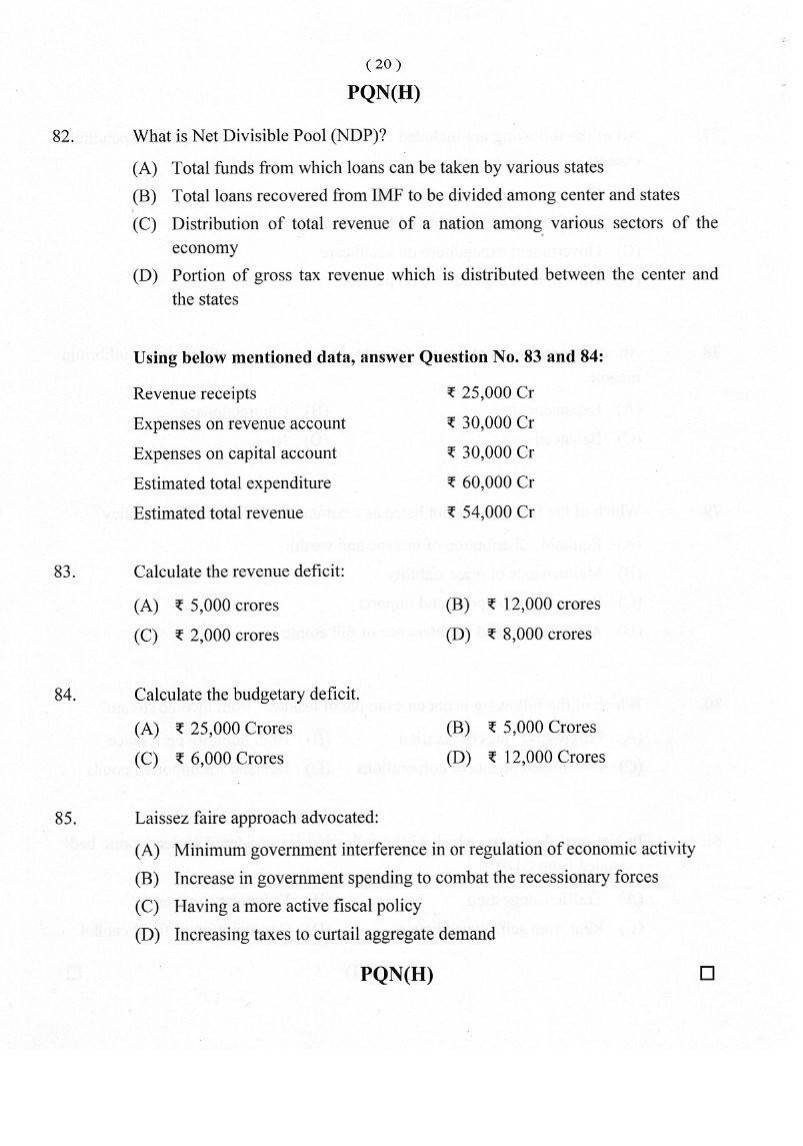 ( 20 )
PQN(H)
82. What is Net Divisible Pool (NDP)?
(A) Total funds from which loans can be taken by various states
(B) Total loans recovered from IMF to be divided among center and states
(C) Distribution of total revenue of a nation among various sectors of the
economy
(D) Portion of gross tax revenue which is distributed between the center and
the states
Using below mentioned data, answer Question No. 83 and 84:
Revenue receipts ₹ 25,000 Cr
Expenses on revenue account ₹ 30,000 Cr
Expenses on capital account ₹ 30,000 Cr
Estimated total expenditure ₹ 60,000 Cr
Estimated total revenue ₹ 54,000 Cr
83. Calculate the revenue deficit:
(A) ₹ 5,000 crores (B) ₹ 12,000 crores
(C) ₹ 2,000 crores (D) ₹ 8,000 crores
84. Calculate the budgetary deficit.
(A) ₹ 25,000 Crores (B) ₹ 5,000 Crores
(C) ₹ 6,000 Crores (D) ₹ 12,000 Crores
85. Laissez faire approach advocated:
(A) Minimum government interference in or regulation of economic activity
(B) Increase in government spending to combat the recessionary forces
(C) Having a more active fiscal policy
(D) Increasing taxes to curtail aggregate demand
PQN(H)